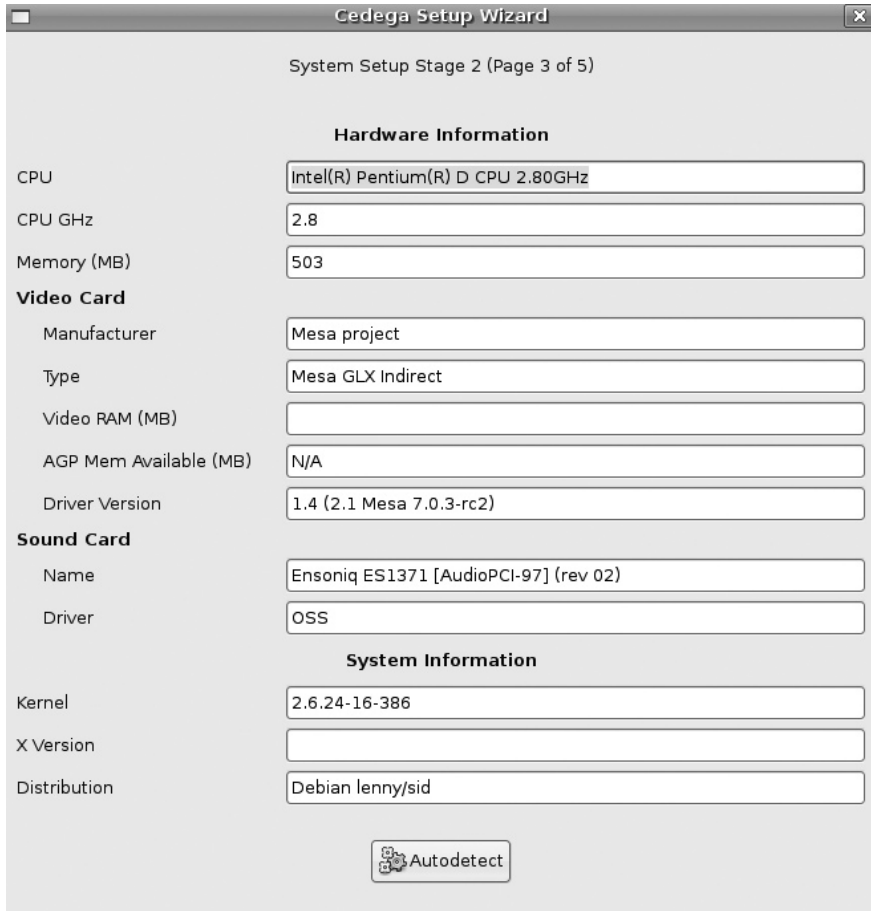 Cedega Setup Wizard
System Setup Stage 2 (Page 3 of 5)
Hardware Information
CPU Intel(R) Pentium(R) D CPU 2.80GHz
CPU GHz 2.8
Memory (MB) 503
Video Card
Manufacturer Mesa project
Type Mesa GLX Indirect
Video RAM (MB)
AGP Mem Available (MB) N/A
Driver Version 1.4 (2.1 Mesa 7.0.3-rc2)
Sound Card
Name Ensoniq ES1371 [AudioPCI-97] (rev 02)
Driver OSS
System Information
Kernel 2.6.24-16-386
X Version
Distribution Debian lenny/sid
Autodetect